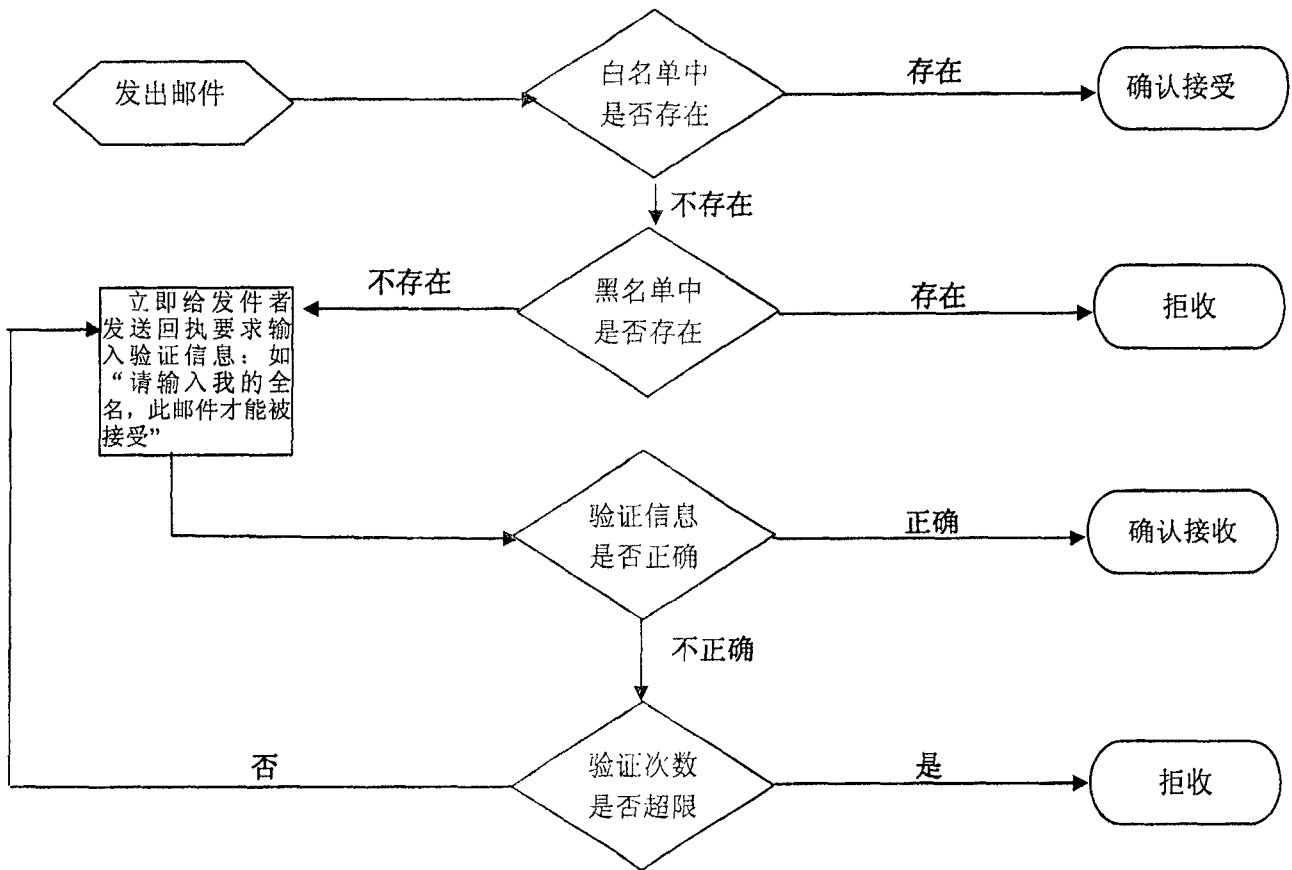 发出邮件
白名单中
是否存在
存在
确认接受
不存在
黑名单中
是否存在
不存在
存在
拒收
立即给发件者
发送回执要求输
入验证信息：如
“请输入我的全
名，此邮件才能被
接受”
验证信息
是否正确
正确
确认接收
不正确
验证次数
是否超限
否
是
拒收